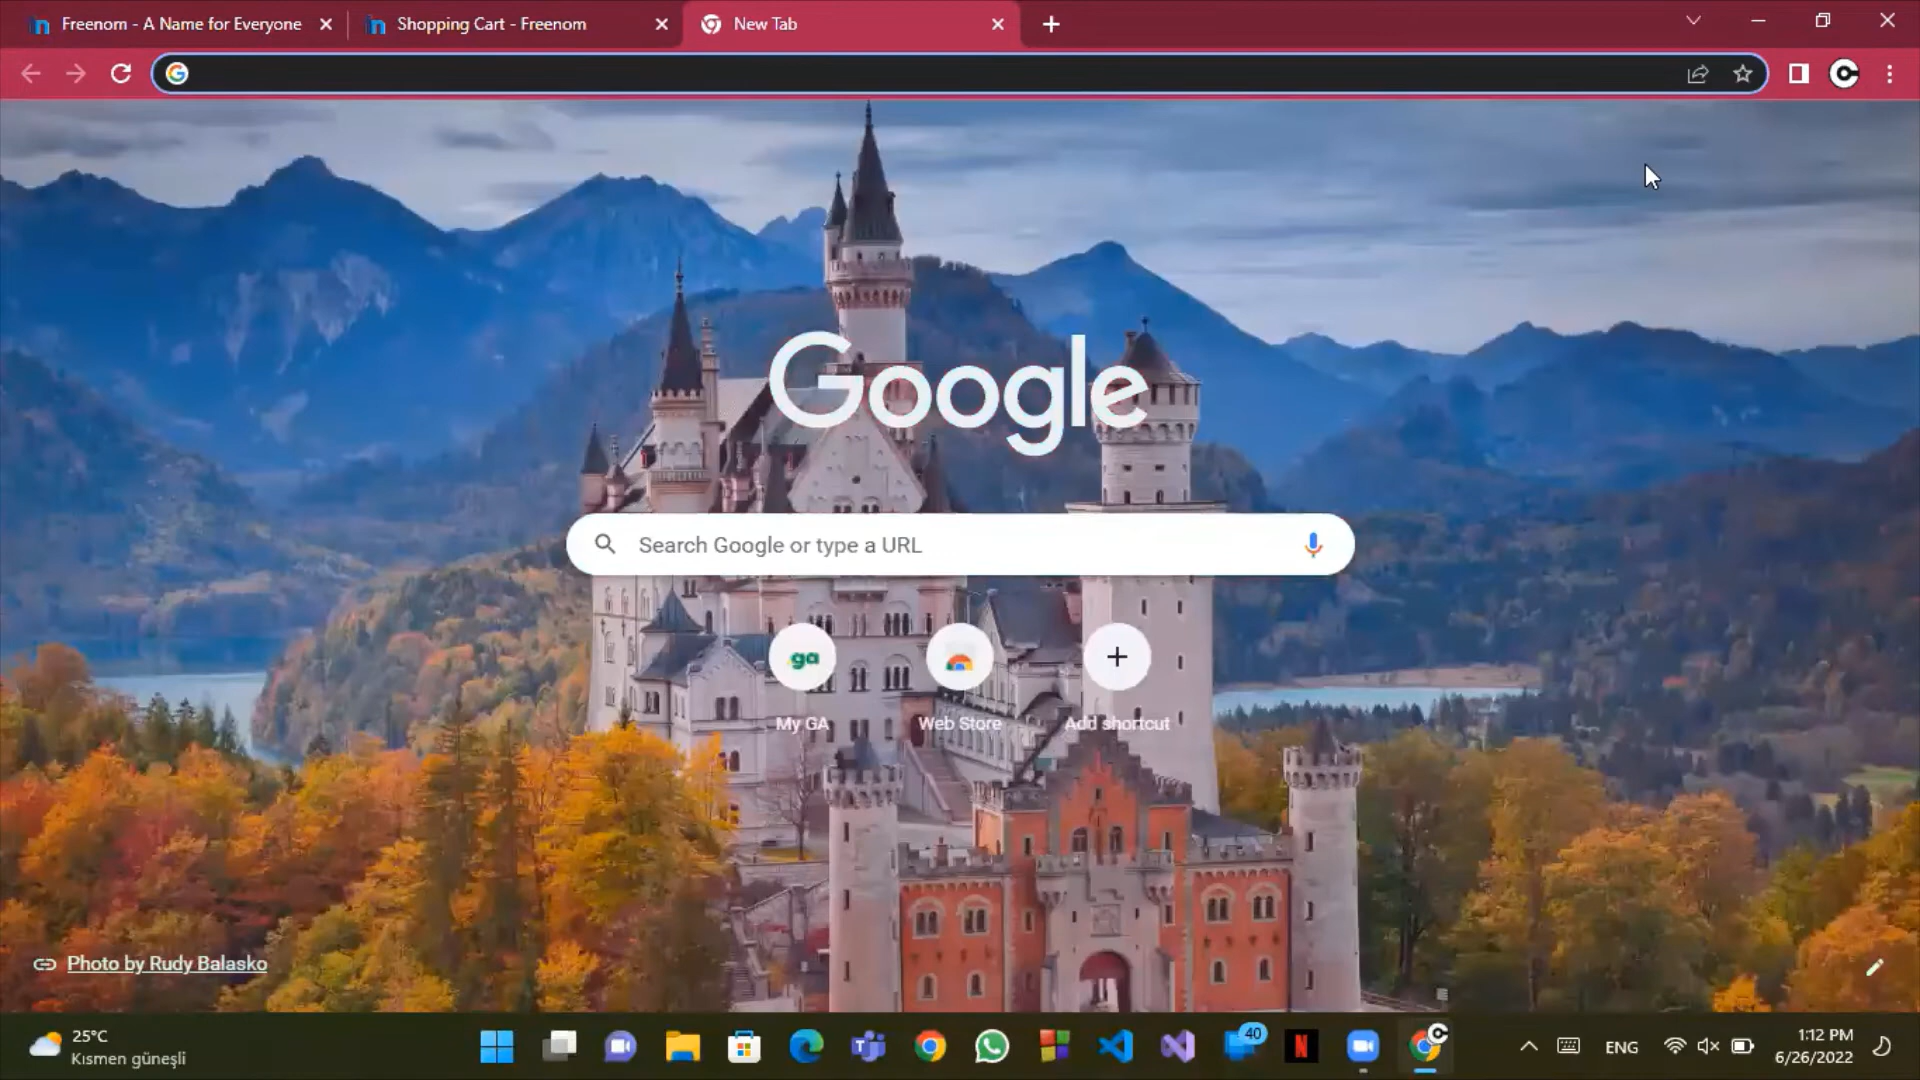 Freenom - A Name for Everyone
Shopping Cart - Freenom
New Tab
Google
Search Google or type a URL
ga
My GA
Web Store
Add shortcut
Photo by Rudy Balasko
25°C
Kısmen güneşli
40
ENG
1:12 PM
6/26/2022